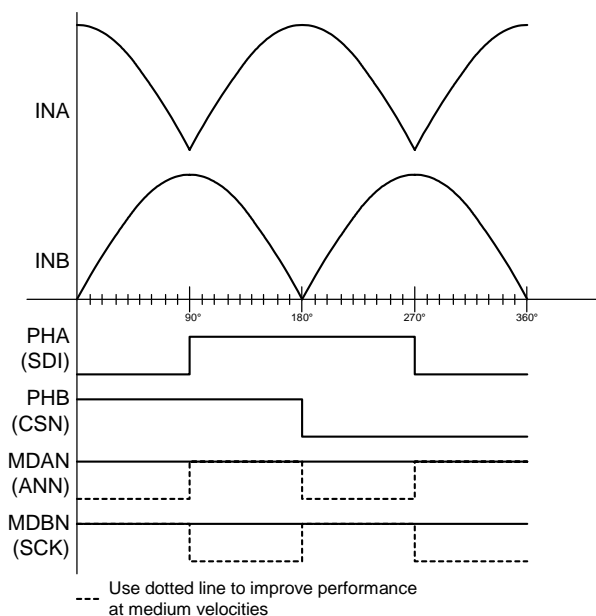 INA
INB
90°
180°
270°
360°
PHA
(SDI)
PHB
(CSN)
MDAN
(ANN)
MDBN
(SCK)
Use dotted line to improve performance
at medium velocities